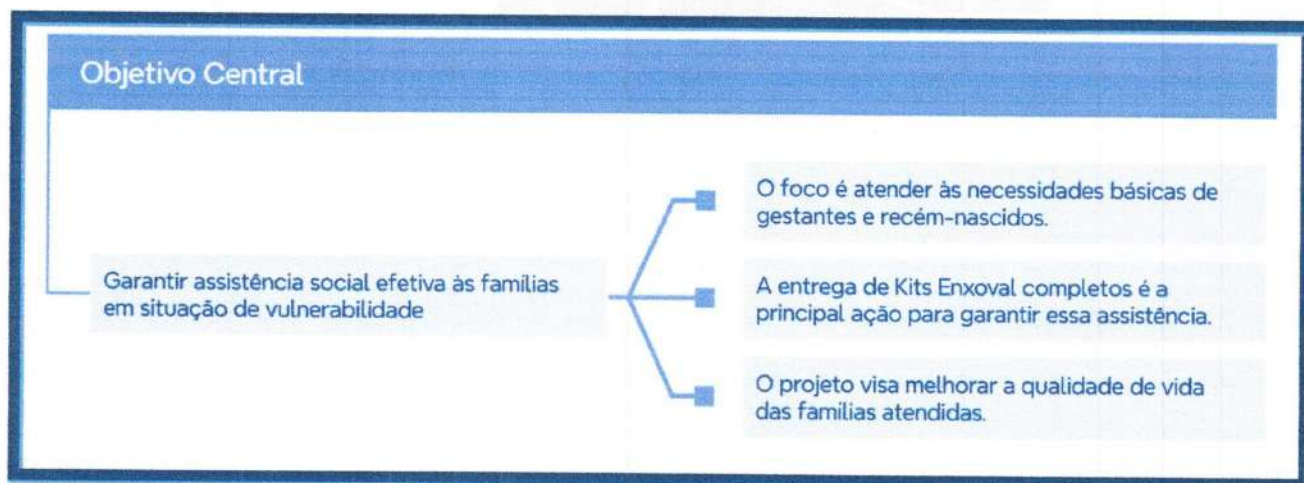 Objetivo Central
Garantir assistência social efetiva às famílias
em situação de vulnerabilidade
O foco é atender às necessidades básicas de
gestantes e recém-nascidos.
A entrega de Kits Enxoval completos é a
principal ação para garantir essa assistência.
O projeto visa melhorar a qualidade de vida
das famílias atendidas.